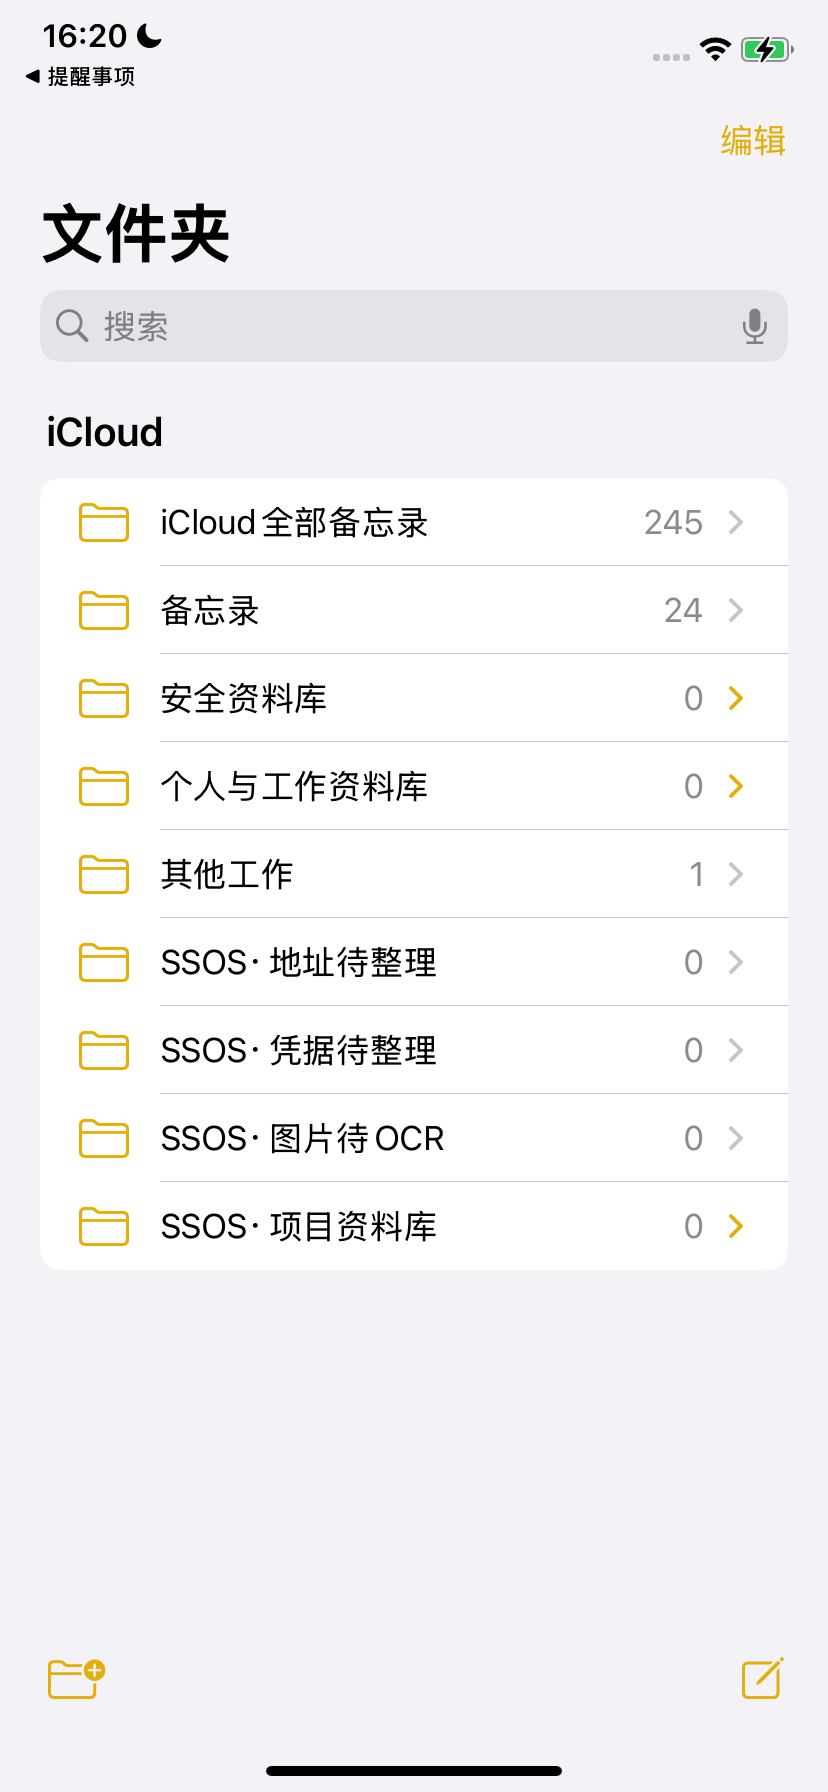 16:20
提醒事项
编辑
文件夹
搜索
iCloud
iCloud全部备忘录 245
备忘录 24
安全资料库 0
个人与工作资料库 0
其他工作 1
SSOS· 地址待整理 0
SSOS· 凭据待整理 0
SSOS· 图片待 OCR 0
SSOS· 项目资料库 0